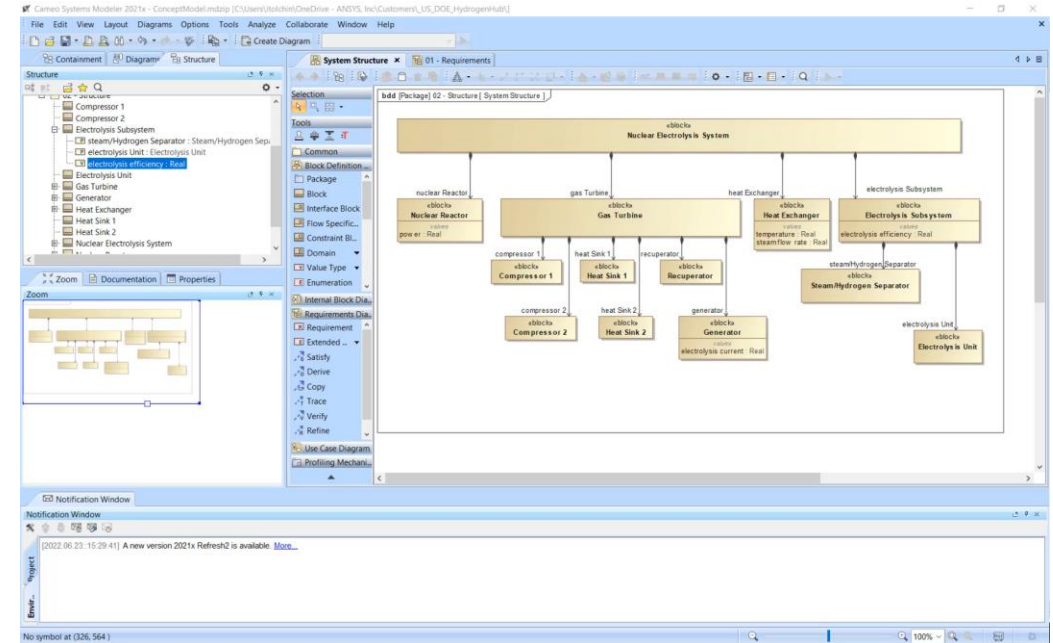 Cameo Systems Modeler 2021x - ConceptModel.mdzip [C:\Users\utolchin\OneDrive - ANSYS, Inc\Customers\_US_DOE_HydrogenHub\]
File Edit View Layout Diagrams Options Tools Analyze Collaborate Window Help
Create Diagram
Containment Diagrams Structure
System Structure 01 - Requirements
Structure
02 - Structure
Compressor 1
Compressor 2
Electrolysis Subsystem
steam/Hydrogen Separator : Steam/Hydrogen Sepa
electrolysis Unit : Electrolysis Unit
electrolysis efficiency : Real
Electrolysis Unit
Gas Turbine
Generator
Heat Exchanger
Heat Sink 1
Heat Sink 2
Nuclear Electrolysis System
Zoom Documentation Properties
Zoom
Selection
Tools
Common
Block Definition ...
Package
Block
Interface Block
Flow Specific...
Constraint Bl...
Domain
Value Type
Enumeration
Internal Block Dia...
Requirements Dia...
Requirement
Extended ...
Satisfy
Derive
Copy
Trace
Verify
Refine
Use Case Diagram
Profiling Mechani...
bdd [Package] 02 - Structure [ System Structure ]
«block»
Nuclear Electrolysis System
nuclear Reactor
gas Turbine
heat Exchanger
electrolysis Subsystem
«block»
Nuclear Reactor
values
power : Real
«block»
Gas Turbine
«block»
Heat Exchanger
values
temperature : Real
steam flow rate : Real
«block»
Electrolysis Subsystem
values
electrolysis efficiency : Real
compressor 1
heat Sink 1
recuperator
steam/Hydrogen Separator
«block»
Compressor 1
«block»
Heat Sink 1
«block»
Recuperator
«block»
Steam/Hydrogen Separator
compressor 2
heat Sink 2
generator
electrolysis Unit
«block»
Compressor 2
«block»
Heat Sink 2
«block»
Generator
values
electrolysis current : Real
«block»
Electrolysis Unit
Notification Window
Notification Window
Project
Envir...
[2022.06.23::15:29:41] A new version 2021x Refresh2 is available. More...
No symbol at (326, 564 )
100%